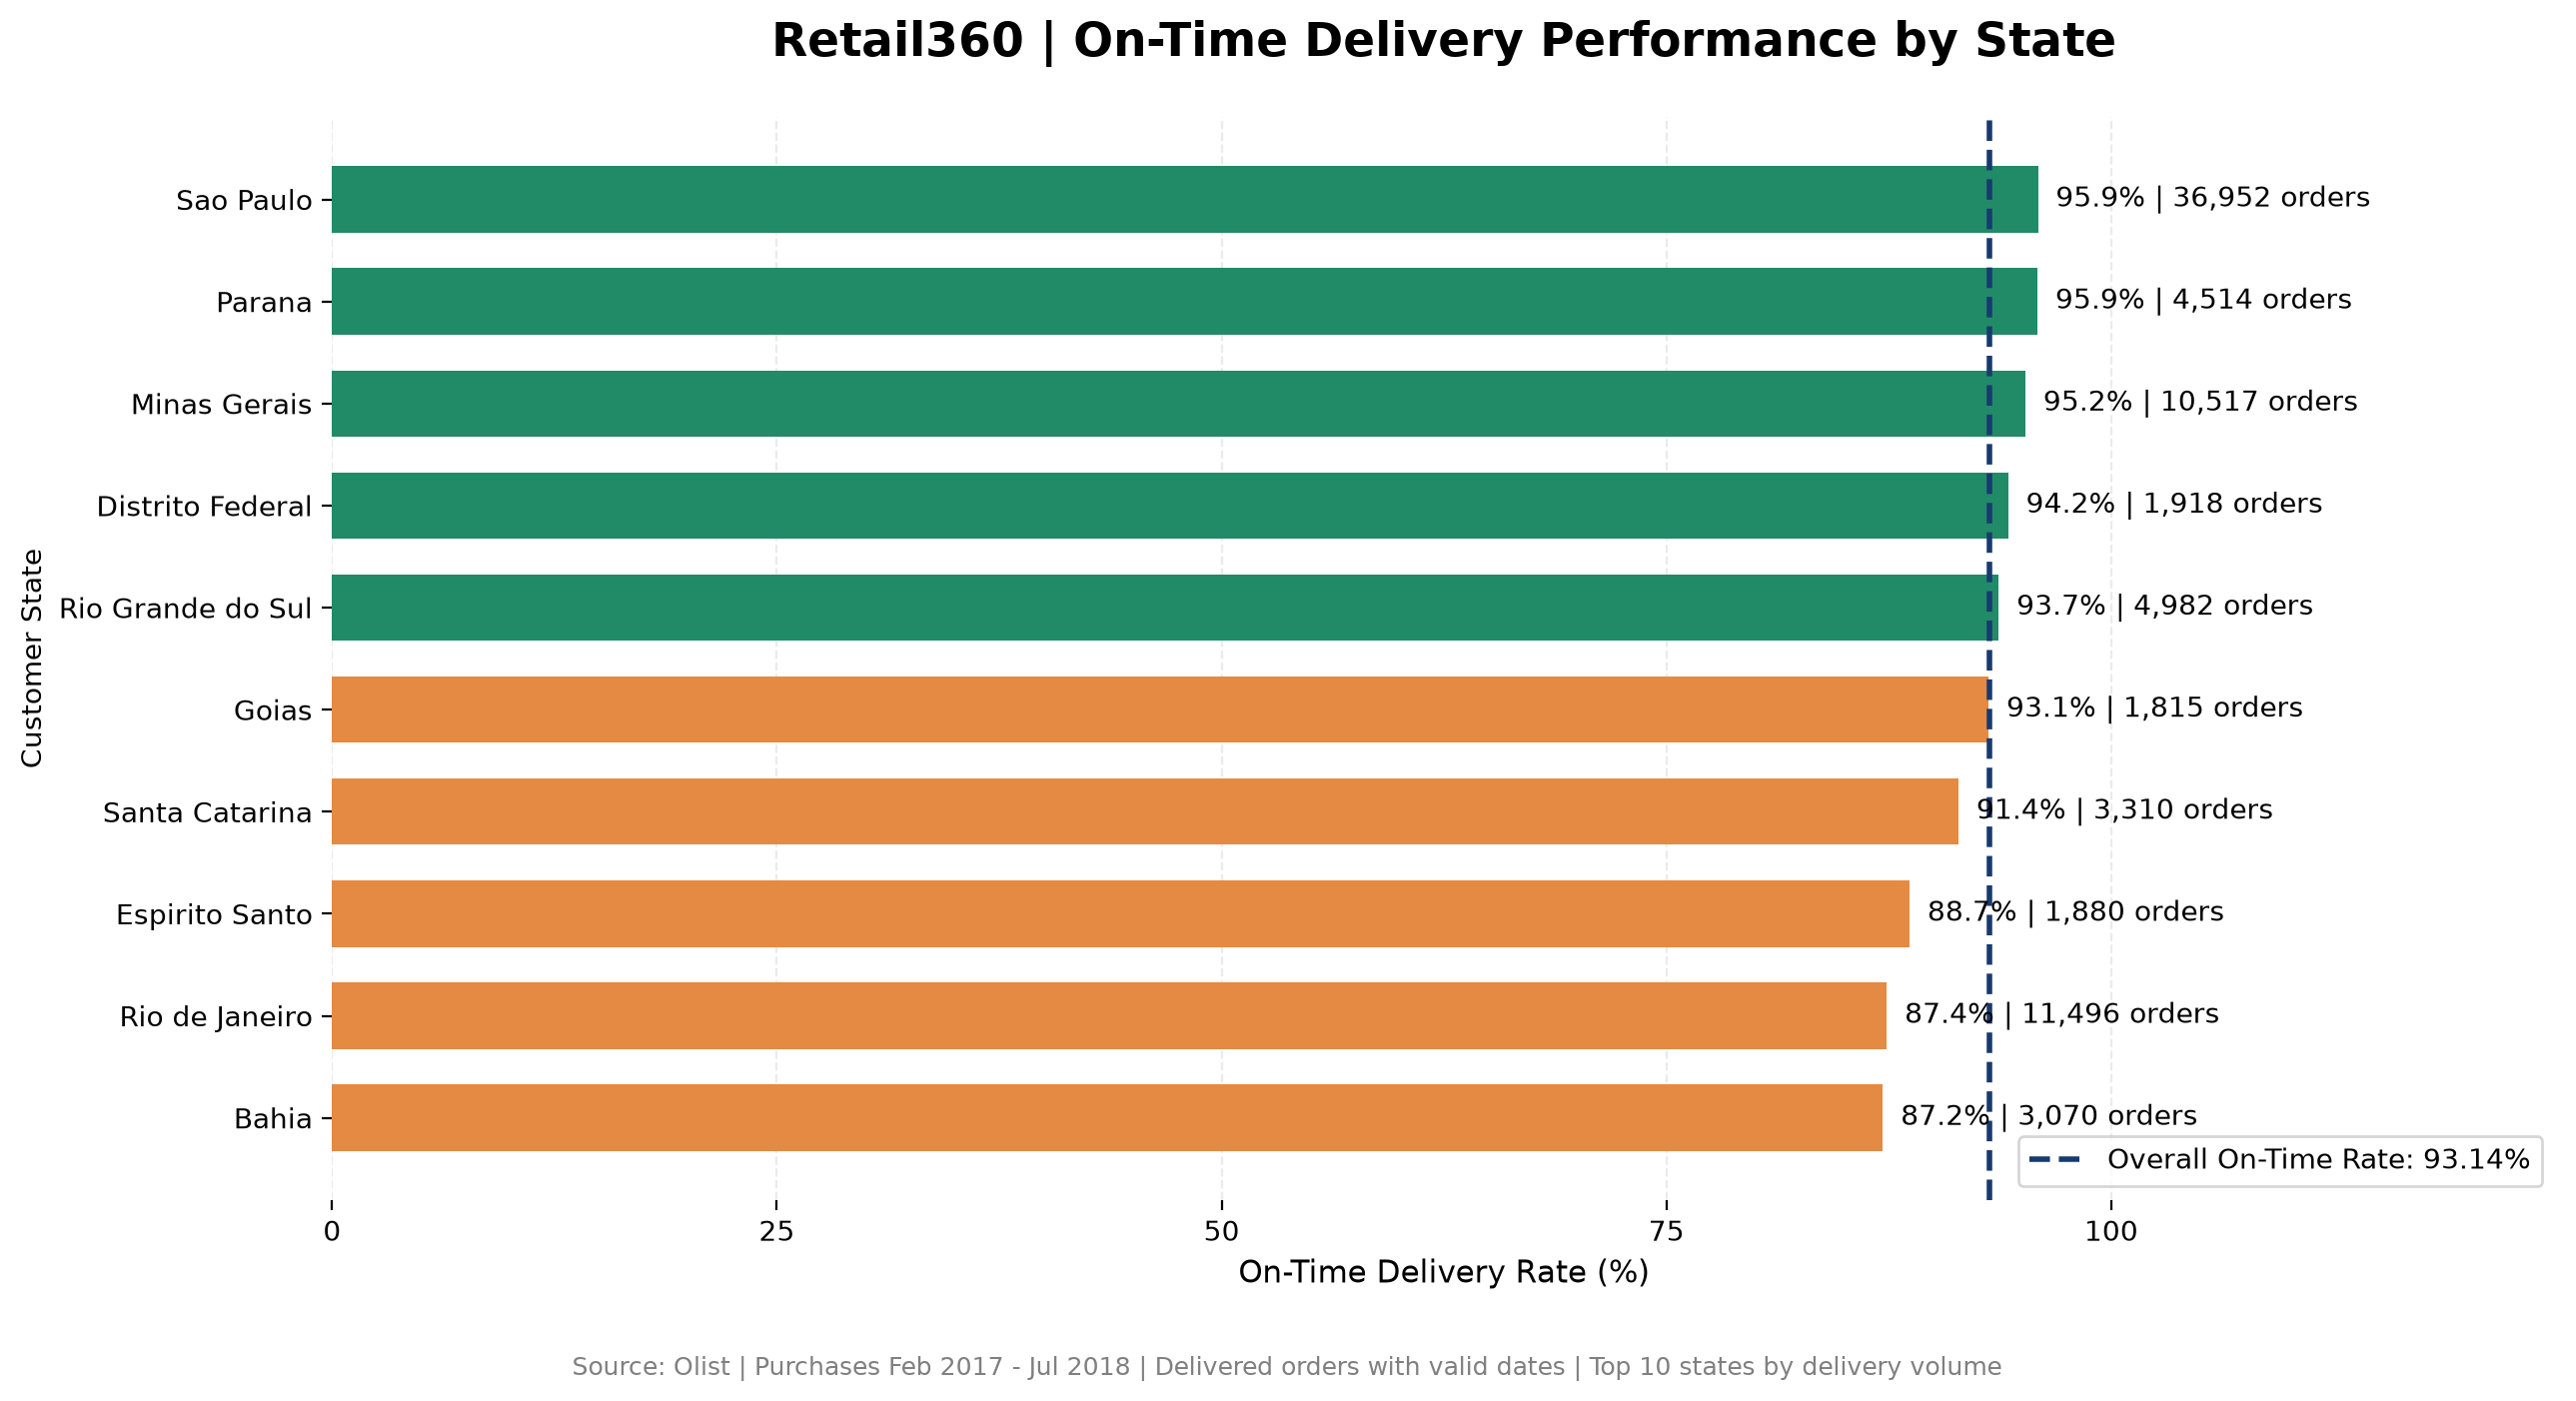 Retail360 | On-Time Delivery Performance by State
Customer State
Sao Paulo 95.9% | 36,952 orders
Parana 95.9% | 4,514 orders
Minas Gerais 95.2% | 10,517 orders
Distrito Federal 94.2% | 1,918 orders
Rio Grande do Sul 93.7% | 4,982 orders
Goias 93.1% | 1,815 orders
Santa Catarina 91.4% | 3,310 orders
Espirito Santo 88.7% | 1,880 orders
Rio de Janeiro 87.4% | 11,496 orders
Bahia 87.2% | 3,070 orders
Overall On-Time Rate: 93.14%
0 25 50 75 100
On-Time Delivery Rate (%)
Source: Olist | Purchases Feb 2017 - Jul 2018 | Delivered orders with valid dates | Top 10 states by delivery volume